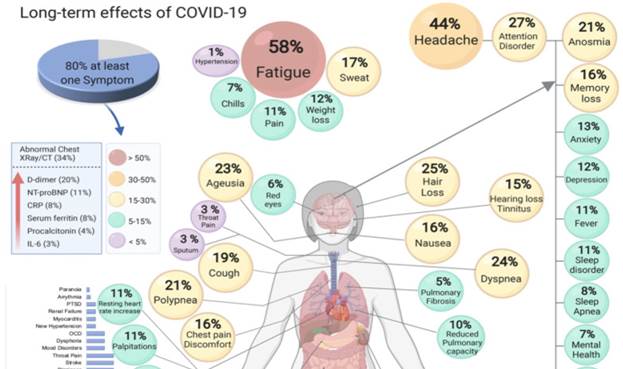 Long-term effects of COVID-19
80% at least
one Symptom
Abnormal Chest
XRay/CT (34%)
D-dimer (20%)
NT-proBNP (11%)
CRP (8%)
Serum ferritin (8%)
Procalcitonin (4%)
IL-6 (3%)
> 50%
30-50%
15-30%
5-15%
< 5%
1%
Hypertension
58%
Fatigue
17%
Sweat
7%
Chills
11%
Pain
12%
Weight
loss
44%
Headache
27%
Attention
Disorder
21%
Anosmia
16%
Memory
loss
13%
Anxiety
12%
Depression
11%
Fever
11%
Sleep
disorder
8%
Sleep
Apnea
7%
Mental
Health
23%
Ageusia
6%
Red
eyes
3 %
Throat
Pain
3 %
Sputum
19%
Cough
21%
Polypnea
16%
Chest pain
Discomfort
25%
Hair
Loss
15%
Hearing loss
Tinnitus
16%
Nausea
24%
Dyspnea
5%
Pulmonary
Fibrosis
10%
Reduced
Pulmonary
capacity
11%
Resting heart
rate increase
11%
Palpitations
Paranoia
Arrythmia
PTSD
Renal Failure
Myocarditis
New Hypertension
OCD
Dysphoria
Mood Disorders
Throat Pain
Stroke